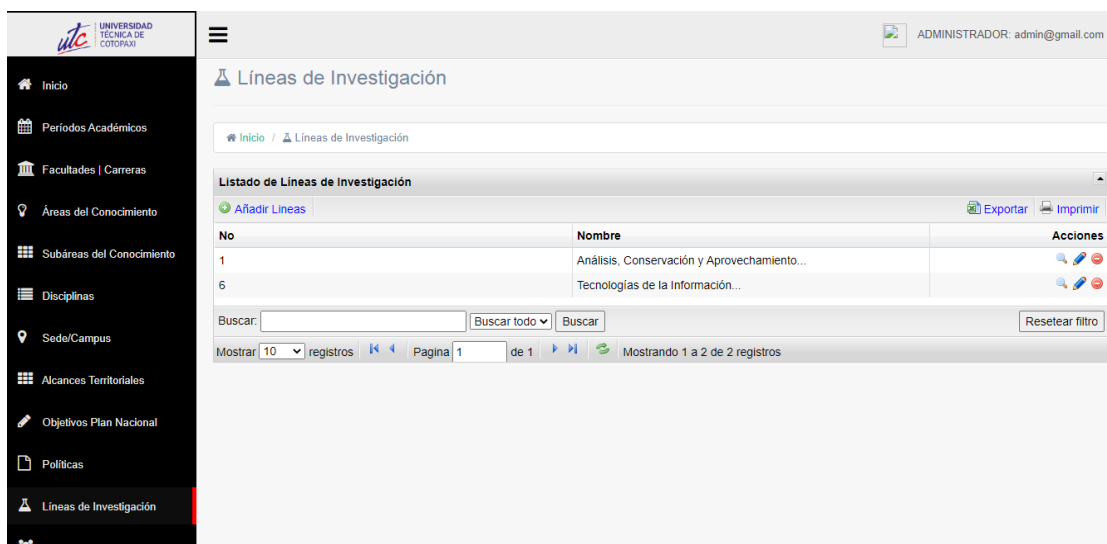 utc
UNIVERSIDAD
TÉCNICA DE
COTOPAXI
ADMINISTRADOR: admin@gmail.com
Líneas de Investigación
Inicio / Líneas de Investigación
Inicio
Períodos Académicos
Facultades | Carreras
Áreas del Conocimiento
Subáreas del Conocimiento
Disciplinas
Sede/Campus
Alcances Territoriales
Objetivos Plan Nacional
Políticas
Líneas de Investigación
Listado de Líneas de Investigación
Añadir Lineas Exportar Imprimir
No Nombre Acciones
1 Análisis, Conservación y Aprovechamiento...
6 Tecnologías de la Información...
Buscar: Buscar todo Buscar Resetear filtro
Mostrar 10 registros Pagina 1 de 1 Mostrando 1 a 2 de 2 registros